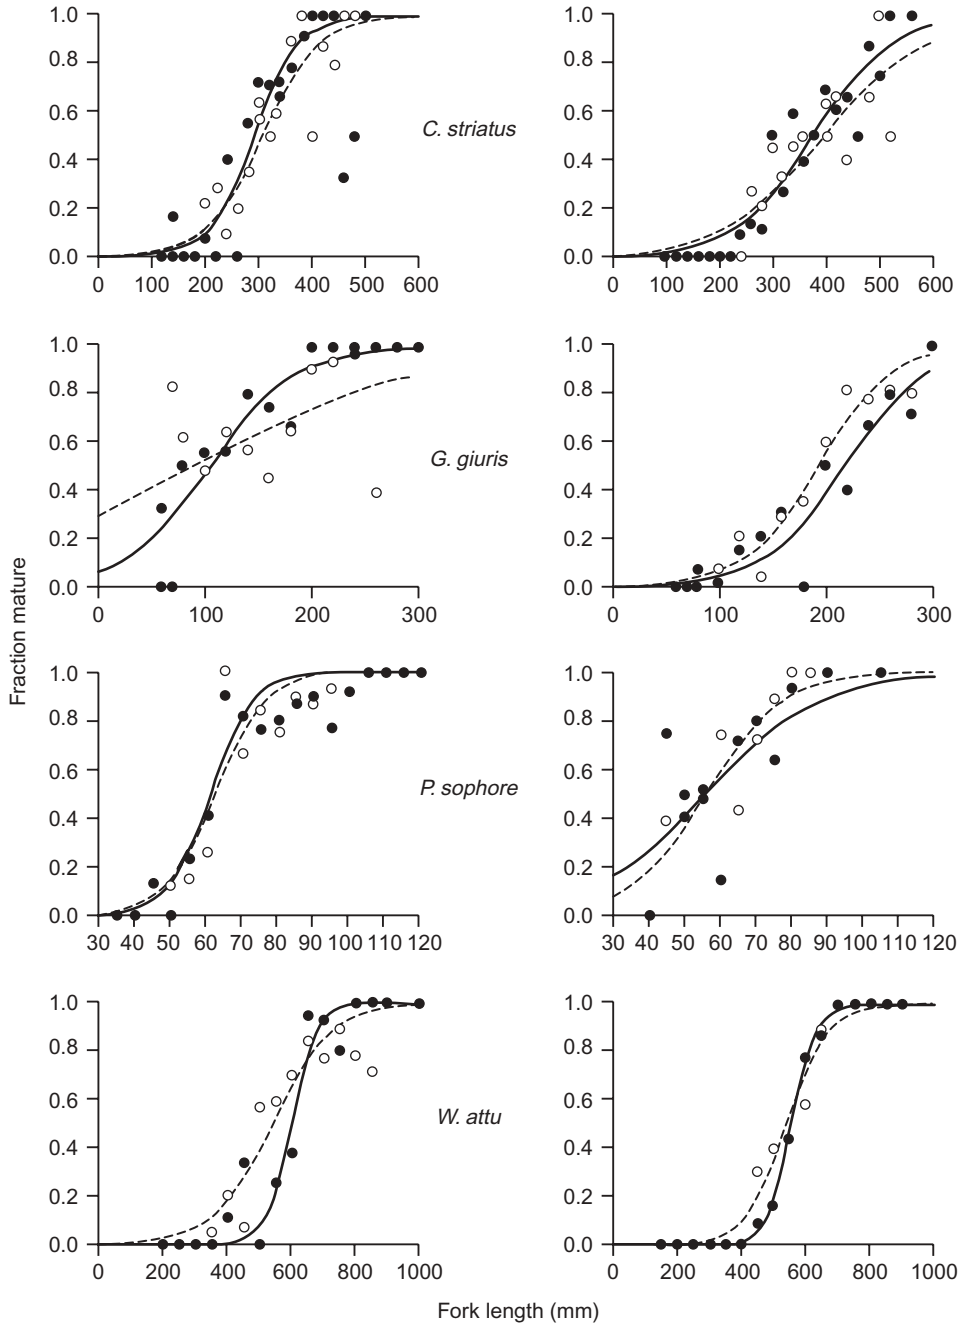 1.0 1.0
0.8 0.8
0.6 0.6
C. striatus
0.4 0.4
0.2 0.2
0.0 0.0
0 100 200 300 400 500 600 0 100 200 300 400 500 600
1.0 1.0
0.8 0.8
0.6 0.6
G. giuris
0.4 0.4
0.2 0.2
0.0 0.0
0 100 200 300 0 100 200 300
Fraction mature
1.0 1.0
0.8 0.8
0.6 0.6
P. sophore
0.4 0.4
0.2 0.2
0.0 0.0
30 40 50 60 70 80 90 100 110 120 30 40 50 60 70 80 90 100 110 120
1.0 1.0
0.8 0.8
0.6 0.6
W. attu
0.4 0.4
0.2 0.2
0.0 0.0
0 200 400 600 800 1000 0 200 400 600 800 1000
Fork length (mm)